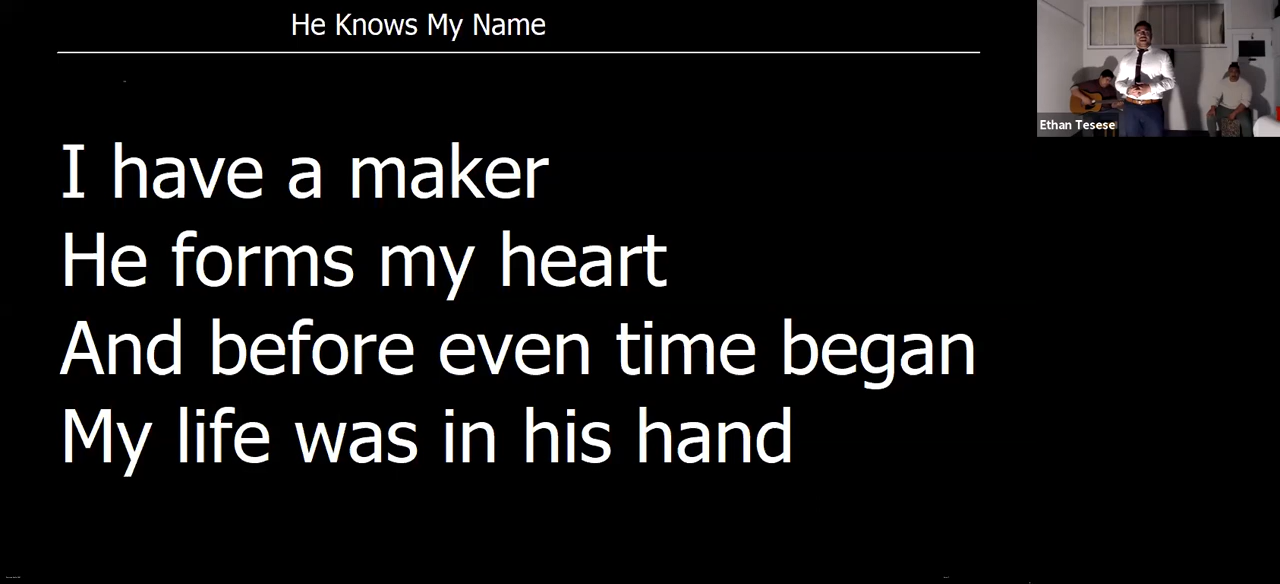 He Knows My Name
I have a maker
He forms my heart
And before even time began
My life was in his hand
Ethan Tesese